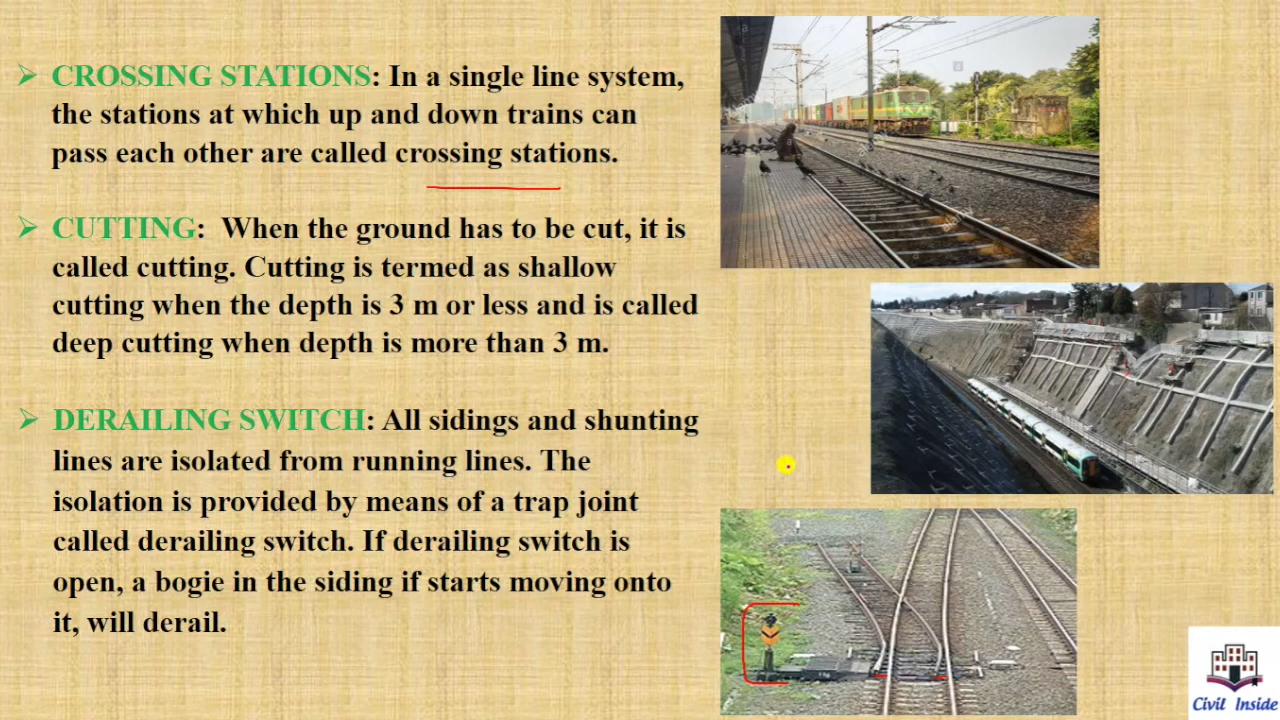 ➢ CROSSING STATIONS: In a single line system,
the stations at which up and down trains can
pass each other are called crossing stations.
➢ CUTTING: When the ground has to be cut, it is
called cutting. Cutting is termed as shallow
cutting when the depth is 3 m or less and is called
deep cutting when depth is more than 3 m.
➢ DERAILING SWITCH: All sidings and shunting
lines are isolated from running lines. The
isolation is provided by means of a trap joint
called derailing switch. If derailing switch is
open, a bogie in the siding if starts moving onto
it, will derail.
Civil Inside